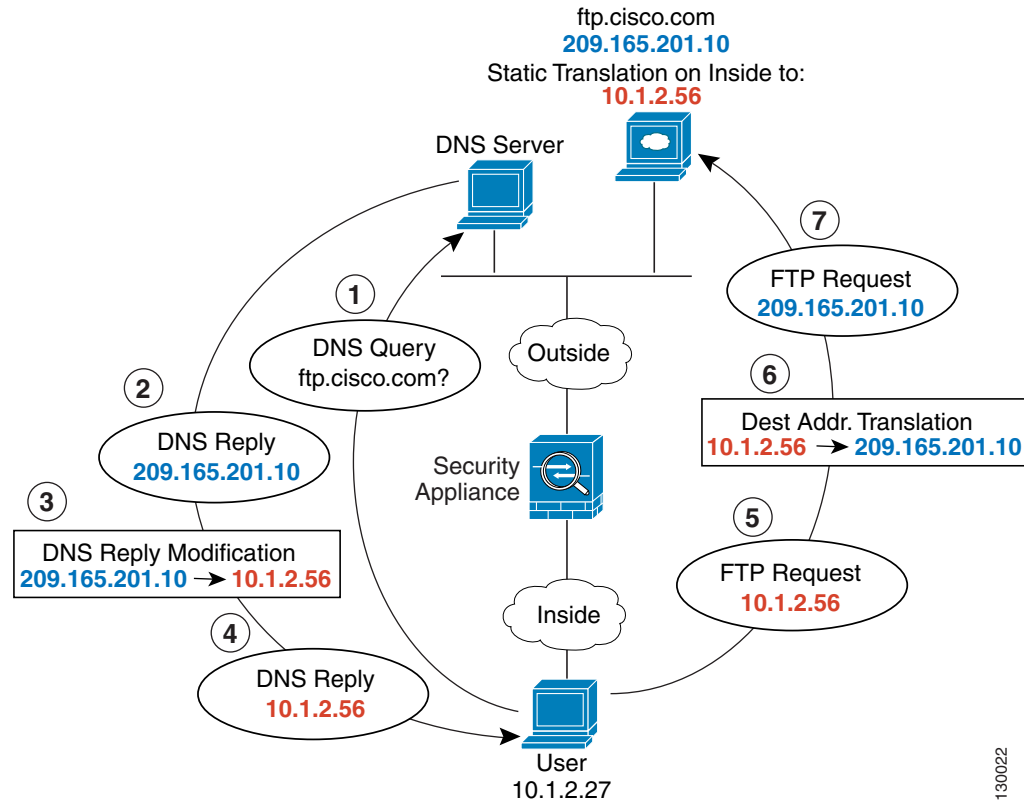 ftp.cisco.com
209.165.201.10
Static Translation on Inside to:
10.1.2.56
DNS Server
7
FTP Request
209.165.201.10
1
DNS Query
ftp.cisco.com?
Outside
2
DNS Reply
209.165.201.10
6
Dest Addr. Translation
10.1.2.56 → 209.165.201.10
Security
Appliance
3
DNS Reply Modification
209.165.201.10 → 10.1.2.56
5
FTP Request
10.1.2.56
Inside
4
DNS Reply
10.1.2.56
User
10.1.2.27
130022